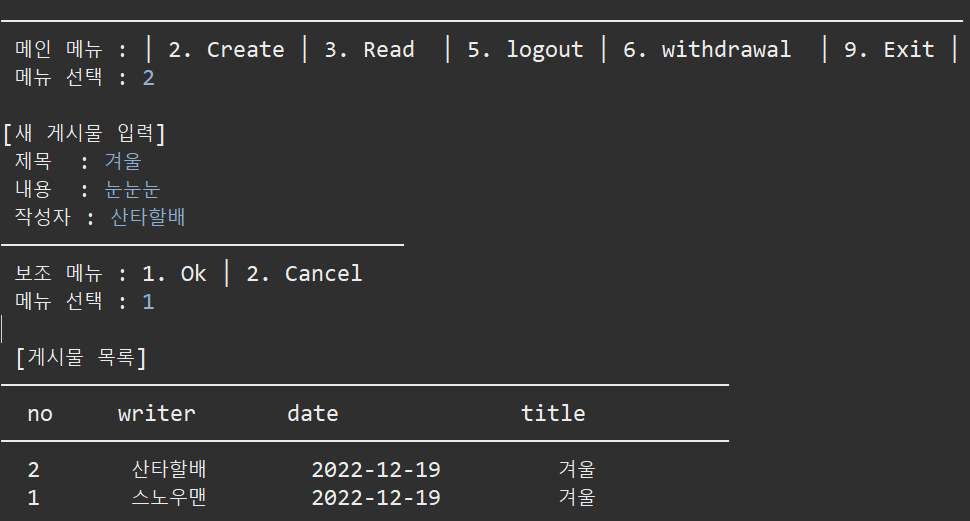 메인 메뉴 : | 2. Create | 3. Read | 5. logout | 6. withdrawal | 9. Exit |
메뉴 선택 : 2
[새 게시물 입력]
제목 : 겨울
내용 : 눈눈눈
작성자 : 산타할배
보조 메뉴 : 1. Ok | 2. Cancel
메뉴 선택 : 1
[게시물 목록]
no writer date title
2 산타할배 2022-12-19 겨울
1 스노우맨 2022-12-19 겨울